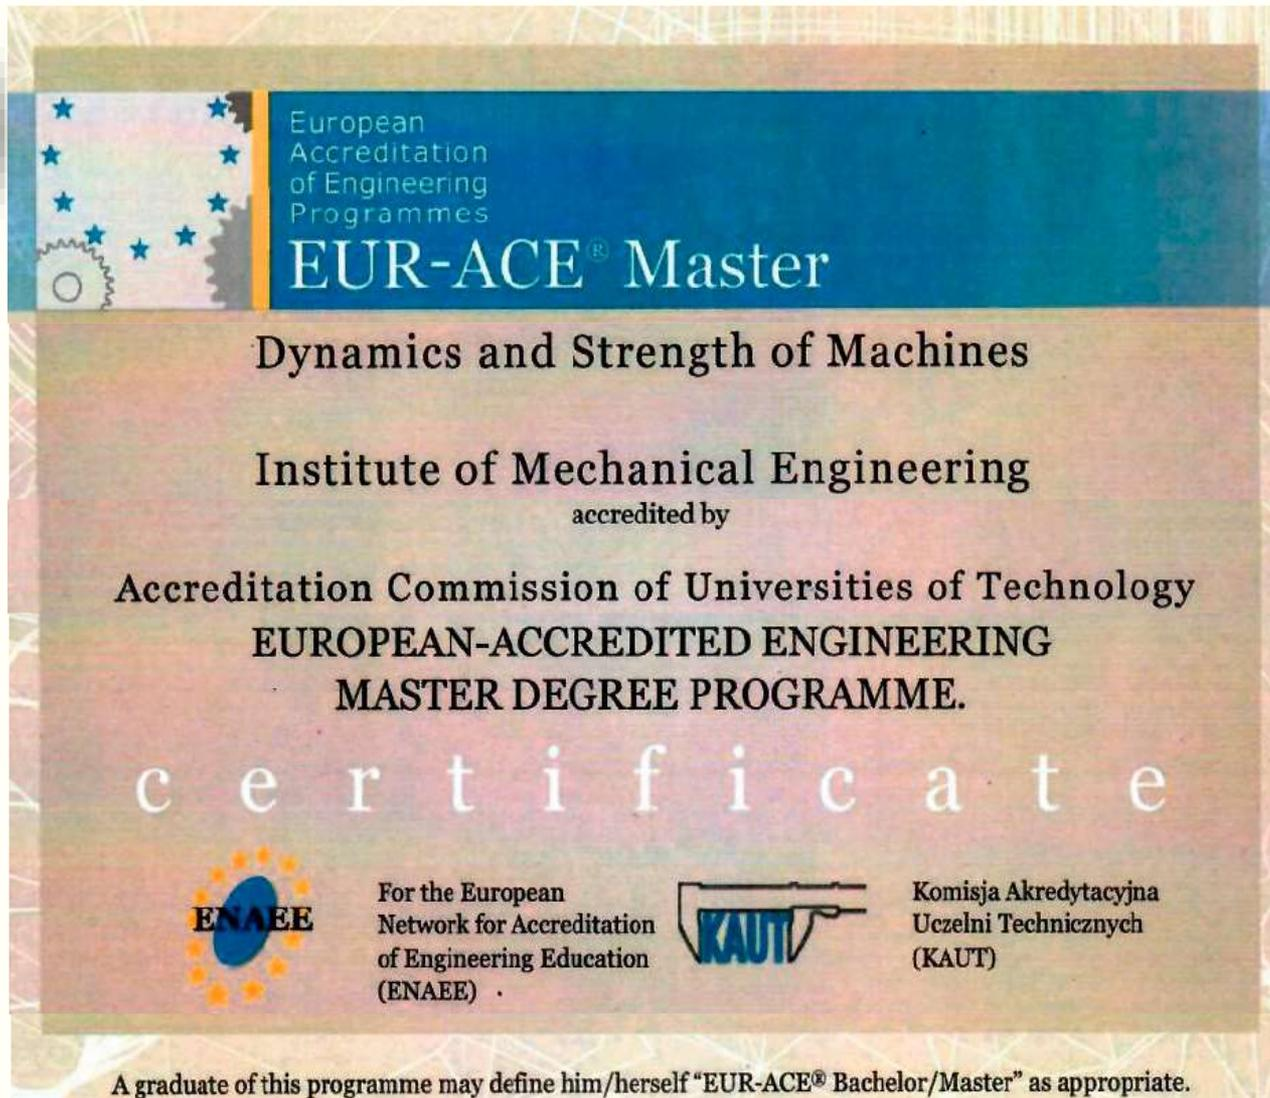 European
Accreditation
of Engineering
Programmes
EUR-ACE® Master
Dynamics and Strength of Machines
Institute of Mechanical Engineering
accredited by
Accreditation Commission of Universities of Technology
EUROPEAN-ACCREDITED ENGINEERING
MASTER DEGREE PROGRAMME.
certificate
ENAEE
For the European
Network for Accreditation
of Engineering Education
(ENAEE)
KAUT
Komisja Akredytacyjna
Uczelni Technicznych
(KAUT)
A graduate of this programme may define him/herself “EUR-ACE® Bachelor/Master” as appropriate.